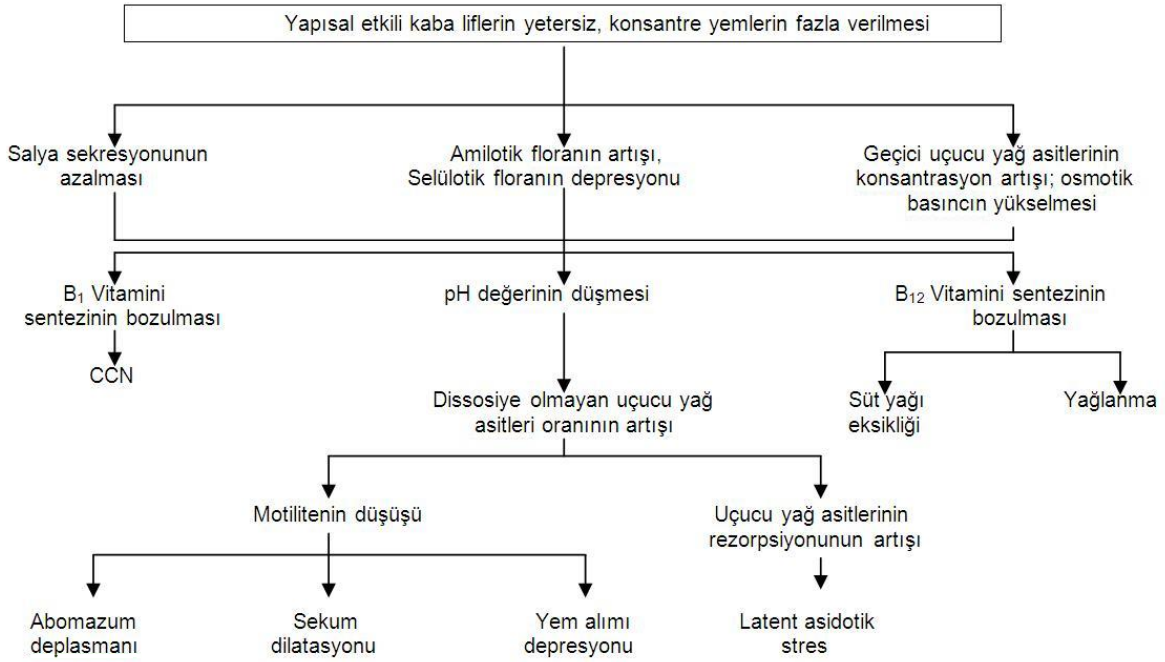 Yapısal etkili kaba liflerin yetersiz, konsantre yemlerin fazla verilmesi
Salya sekresyonunun
azalması
Amilotik floranın artışı,
Selülotik floranın depresyonu
Geçici uçucu yağ asitlerinin
konsantrasyon artışı; osmotik
basıncın yükselmesi
B₁ Vitamini
sentezinin bozulması
pH değerinin düşmesi
B₁₂ Vitamini sentezinin
bozulması
CCN
Dissosiye olmayan uçucu yağ
asitleri oranının artışı
Süt yağı
eksikliği
Yağlanma
Motilitenin düşüşü
Uçucu yağ asitlerinin
rezorpsiyonunun artışı
Abomazum
deplasmanı
Sekum
dilatasyonu
Yem alımı
depresyonu
Latent asidotik
stres